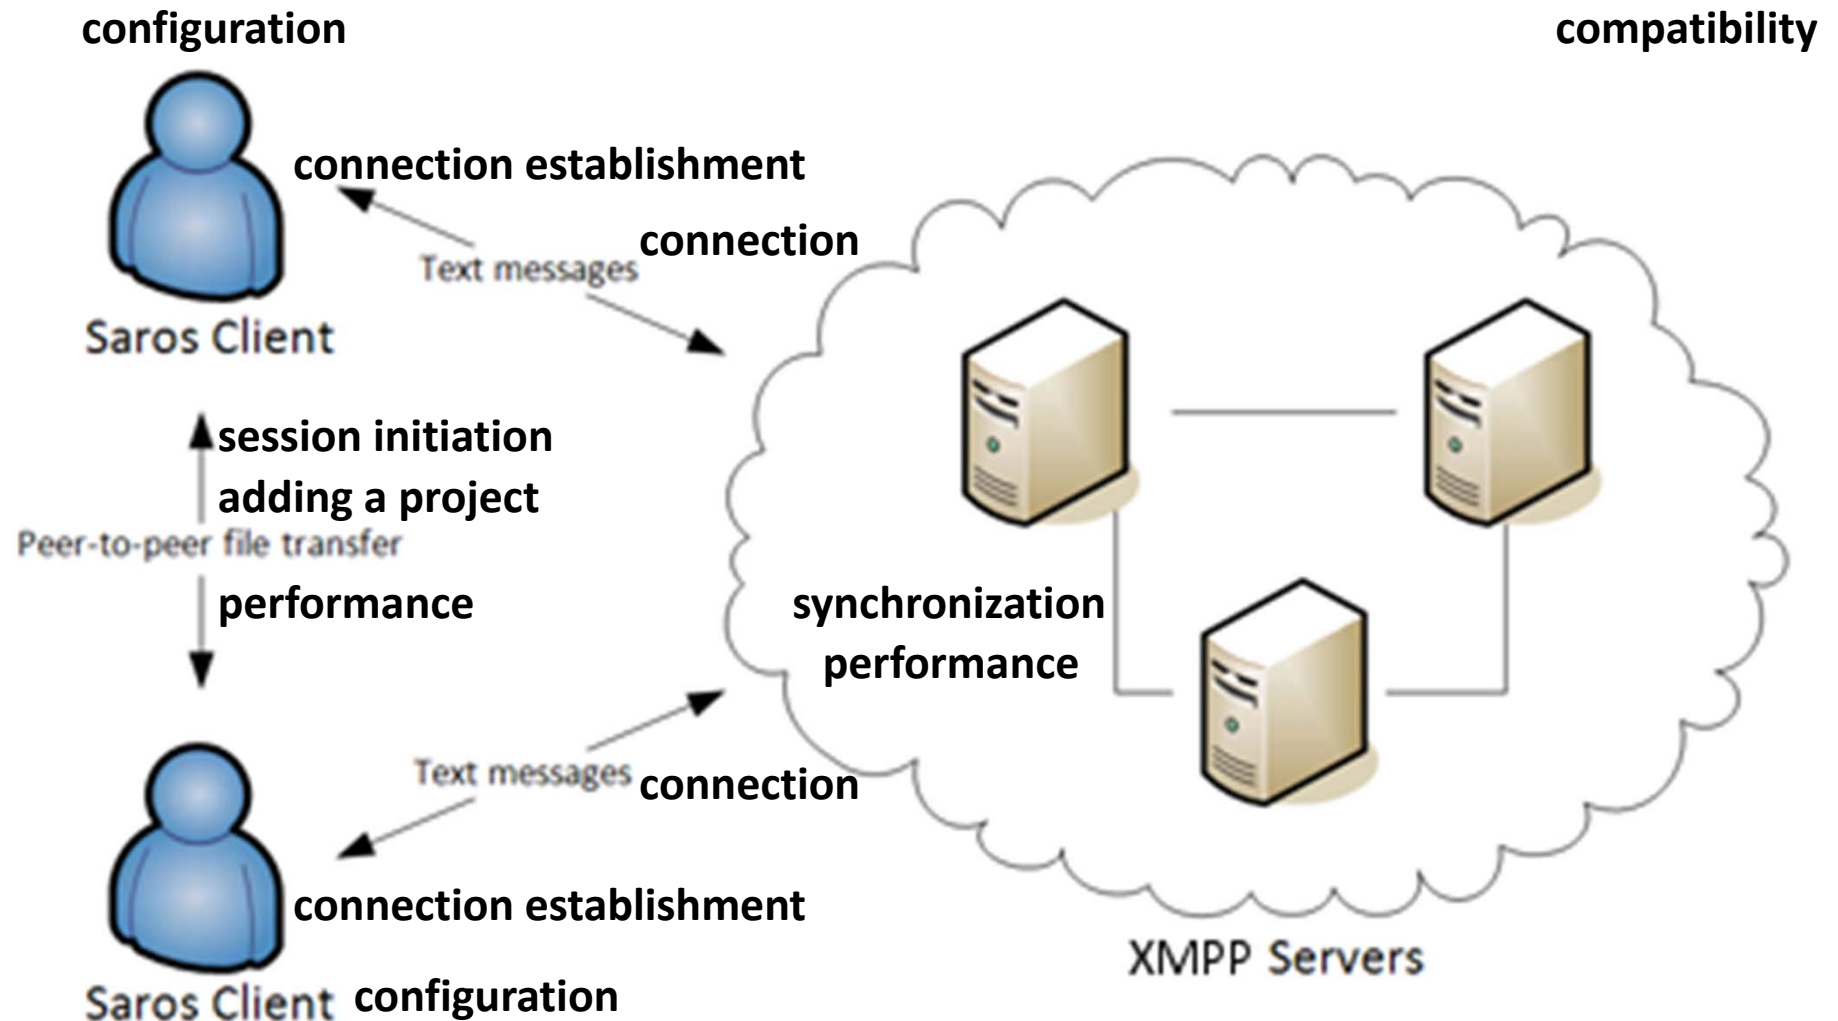 configuration
compatibility
connection establishment
connection
Text messages
Saros Client
session initiation
adding a project
Peer-to-peer file transfer
performance
synchronization
performance
Text messages
connection
connection establishment
XMPP Servers
Saros Client
configuration